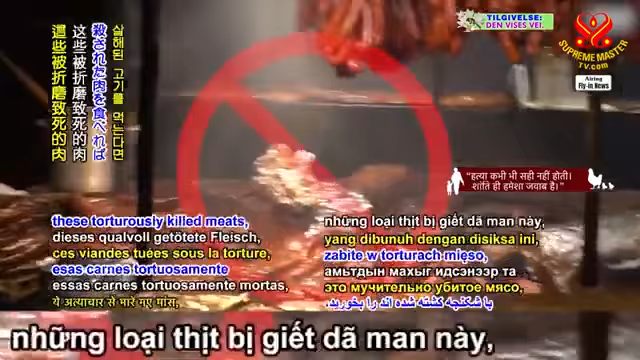 TILGIVELSE:
DEN VISES VEI.
SUPREME MASTER
TV.com
Airing
Fly-in News
살해된 고기를 먹는다면
殺された肉を食べれば
这些被折磨致死的肉
這些被折磨致死的肉
"हत्या कभी भी सही नहीं होती।
शांति ही हमेशा जवाब है।"
these torturously killed meats,
dieses qualvoll getötete Fleisch,
ces viandes tuées sous la torture,
esas carnes tortuosamente
essas carnes tortuosamente mortas,
ये अत्याचार से मारे गए मांस,
những loại thịt bị giết dã man này,
yang dibunuh dengan disiksa ini,
zabite w torturach mięso,
амьтдын махыг идсэнээр та
это мучительно убитое мясо,
با شکنجه کشته شده اند را بخورید.
những loại thịt bị giết dã man này,